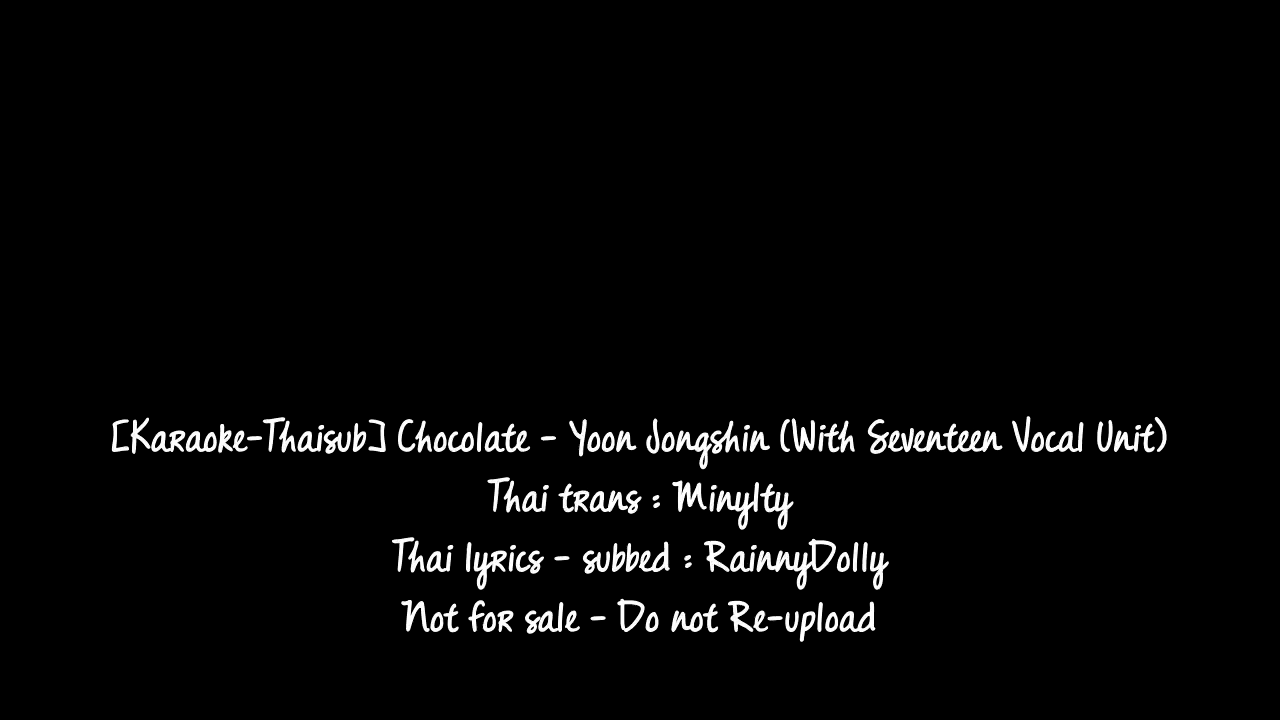 [Karaoke-Thaisub] Chocolate - Yoon Jongshin (With Seventeen Vocal Unit)
Thai trans : Minylty
Thai lyrics - subbed : RainnyDolly
Not for sale - Do not Re-upload